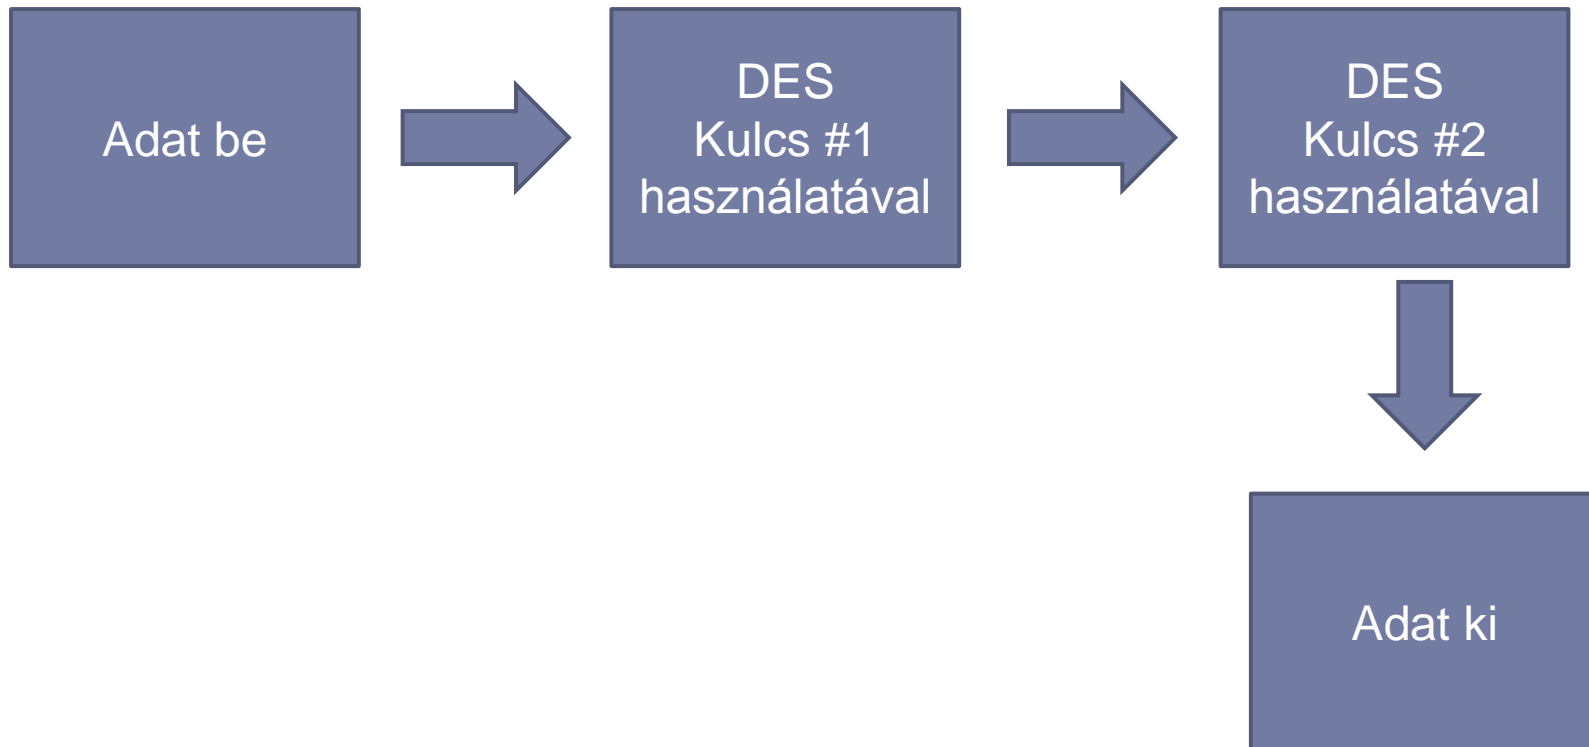 Adat be
DES
Kulcs #1
használatával
DES
Kulcs #2
használatával
Adat ki